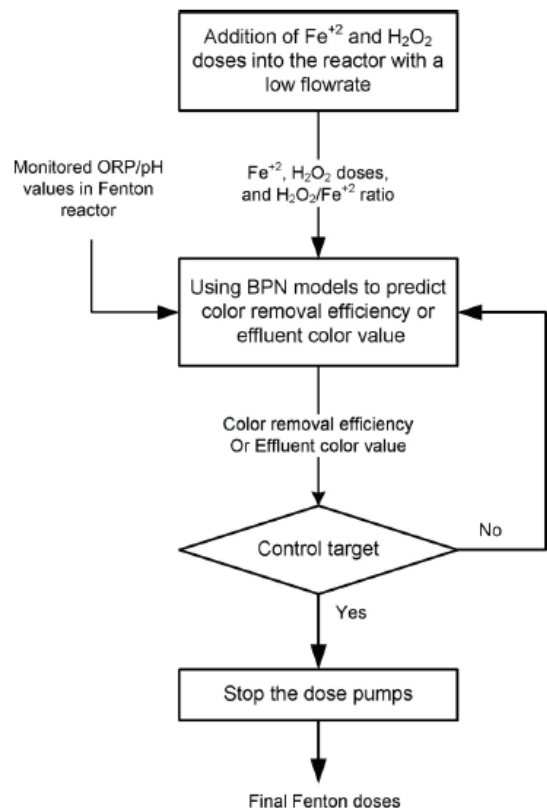 Addition of Fe⁺² and H₂O₂
doses into the reactor with a
low flowrate
Monitored ORP/pH
values in Fenton
reactor
Fe⁺², H₂O₂ doses,
and H₂O₂/Fe⁺² ratio
Using BPN models to predict
color removal efficiency or
effluent color value
Color removal efficiency
Or Effluent color value
Control target
No
Yes
Stop the dose pumps
Final Fenton doses